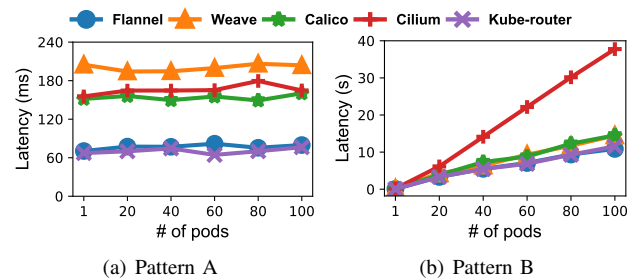 Flannel Weave Calico Cilium Kube-router
240
180
120
60
0
Latency (ms)
1 20 40 60 80 100
# of pods
(a) Pattern A
40
30
20
10
0
Latency (s)
1 20 40 60 80 100
# of pods
(b) Pattern B